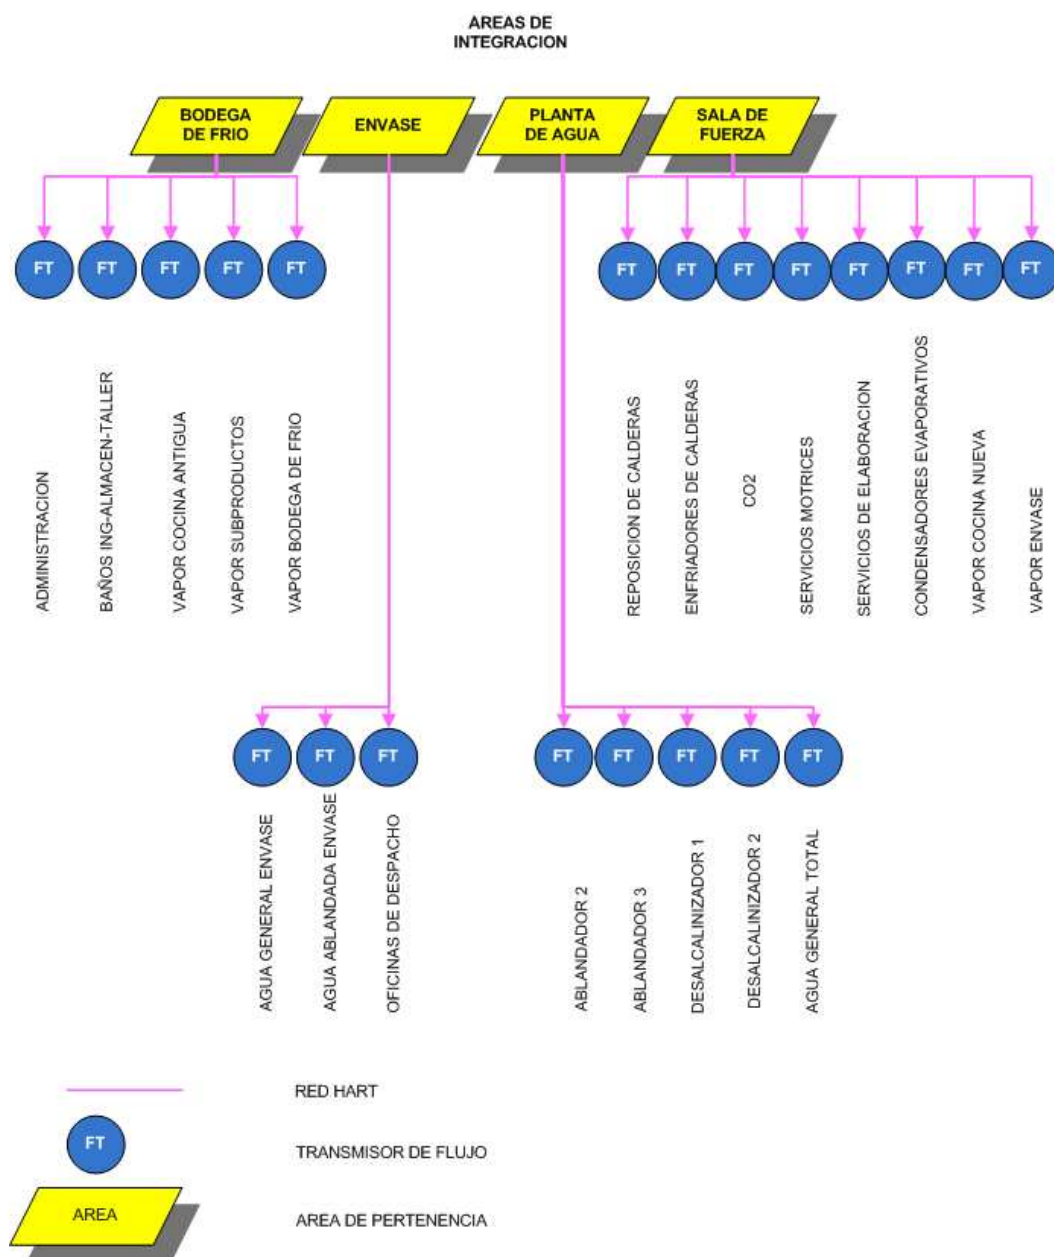 AREAS DE
INTEGRACION
BODEGA
DE FRIO
ENVASE
PLANTA
DE AGUA
SALA DE
FUERZA
FT
FT
FT
FT
FT
FT
FT
FT
FT
FT
FT
FT
FT
ADMINISTRACION
BAÑOS ING-ALMACEN-TALLER
VAPOR COCINA ANTIGUA
VAPOR SUBPRODUCTOS
VAPOR BODEGA DE FRIO
REPOSICION DE CALDERAS
ENFRIADORES DE CALDERAS
CO2
SERVICIOS MOTRICES
SERVICIOS DE ELABORACION
CONDENSADORES EVAPORATIVOS
VAPOR COCINA NUEVA
VAPOR ENVASE
FT
FT
FT
FT
FT
FT
FT
FT
AGUA GENERAL ENVASE
AGUA ABLANDADA ENVASE
OFICINAS DE DESPACHO
ABLANDADOR 2
ABLANDADOR 3
DESALCALINIZADOR 1
DESALCALINIZADOR 2
AGUA GENERAL TOTAL
RED HART
FT
TRANSMISOR DE FLUJO
AREA
AREA DE PERTENENCIA